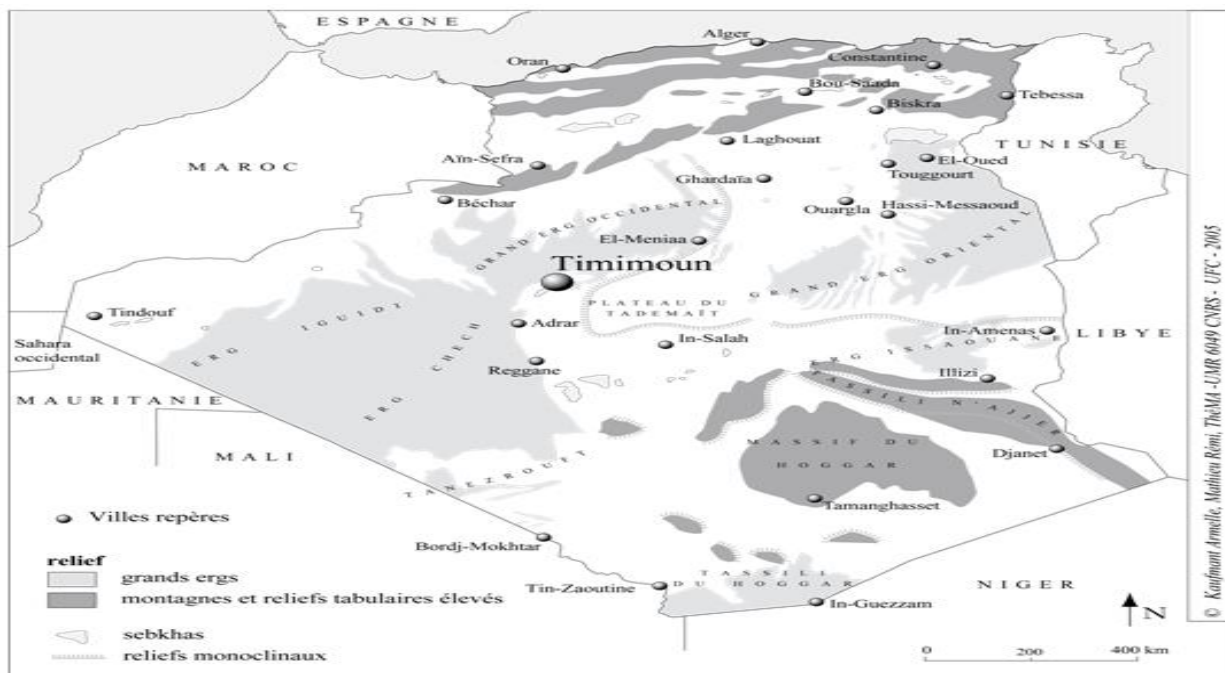 ESPAGNE
Alger
Oran
Constantine
Bou-Saada
Biskra
Tebessa
TUNISIE
Laghouat
MAROC
Aïn-Sefra
Ghardaïa
El-Oued
Touggourt
Béchar
Ouargla
Hassi-Messaoud
GRAND ERG OCCIDENTAL
El-Meniaa
Timimoun
GRAND ERG ORIENTAL
PLATEAU DU
TADEMAÏT
Tindouf
ERG IGUIDI
Adrar
ERG CHECH
In-Salah
In-Amenas
LIBYE
Sahara
occidental
Reggane
ERG ISSAOUANE
Illizi
MAURITANIE
TASSILI N-AJJER
MALI
MASSIF DU
HOGGAR
Djanet
TANEZROUFT
Tamanghasset
Villes repères
Bordj-Mokhtar
relief
grands ergs
montagnes et reliefs tabulaires élevés
sebkhas
reliefs monoclinaux
TASSILI
DU HOGGAR
Tin-Zaoutine
In-Guezzam
NIGER
N
0 200 400 km
© Kaufmant Armelle, Mathieu Rémi, ThéMA -UMR 6049 CNRS - UFC - 2005